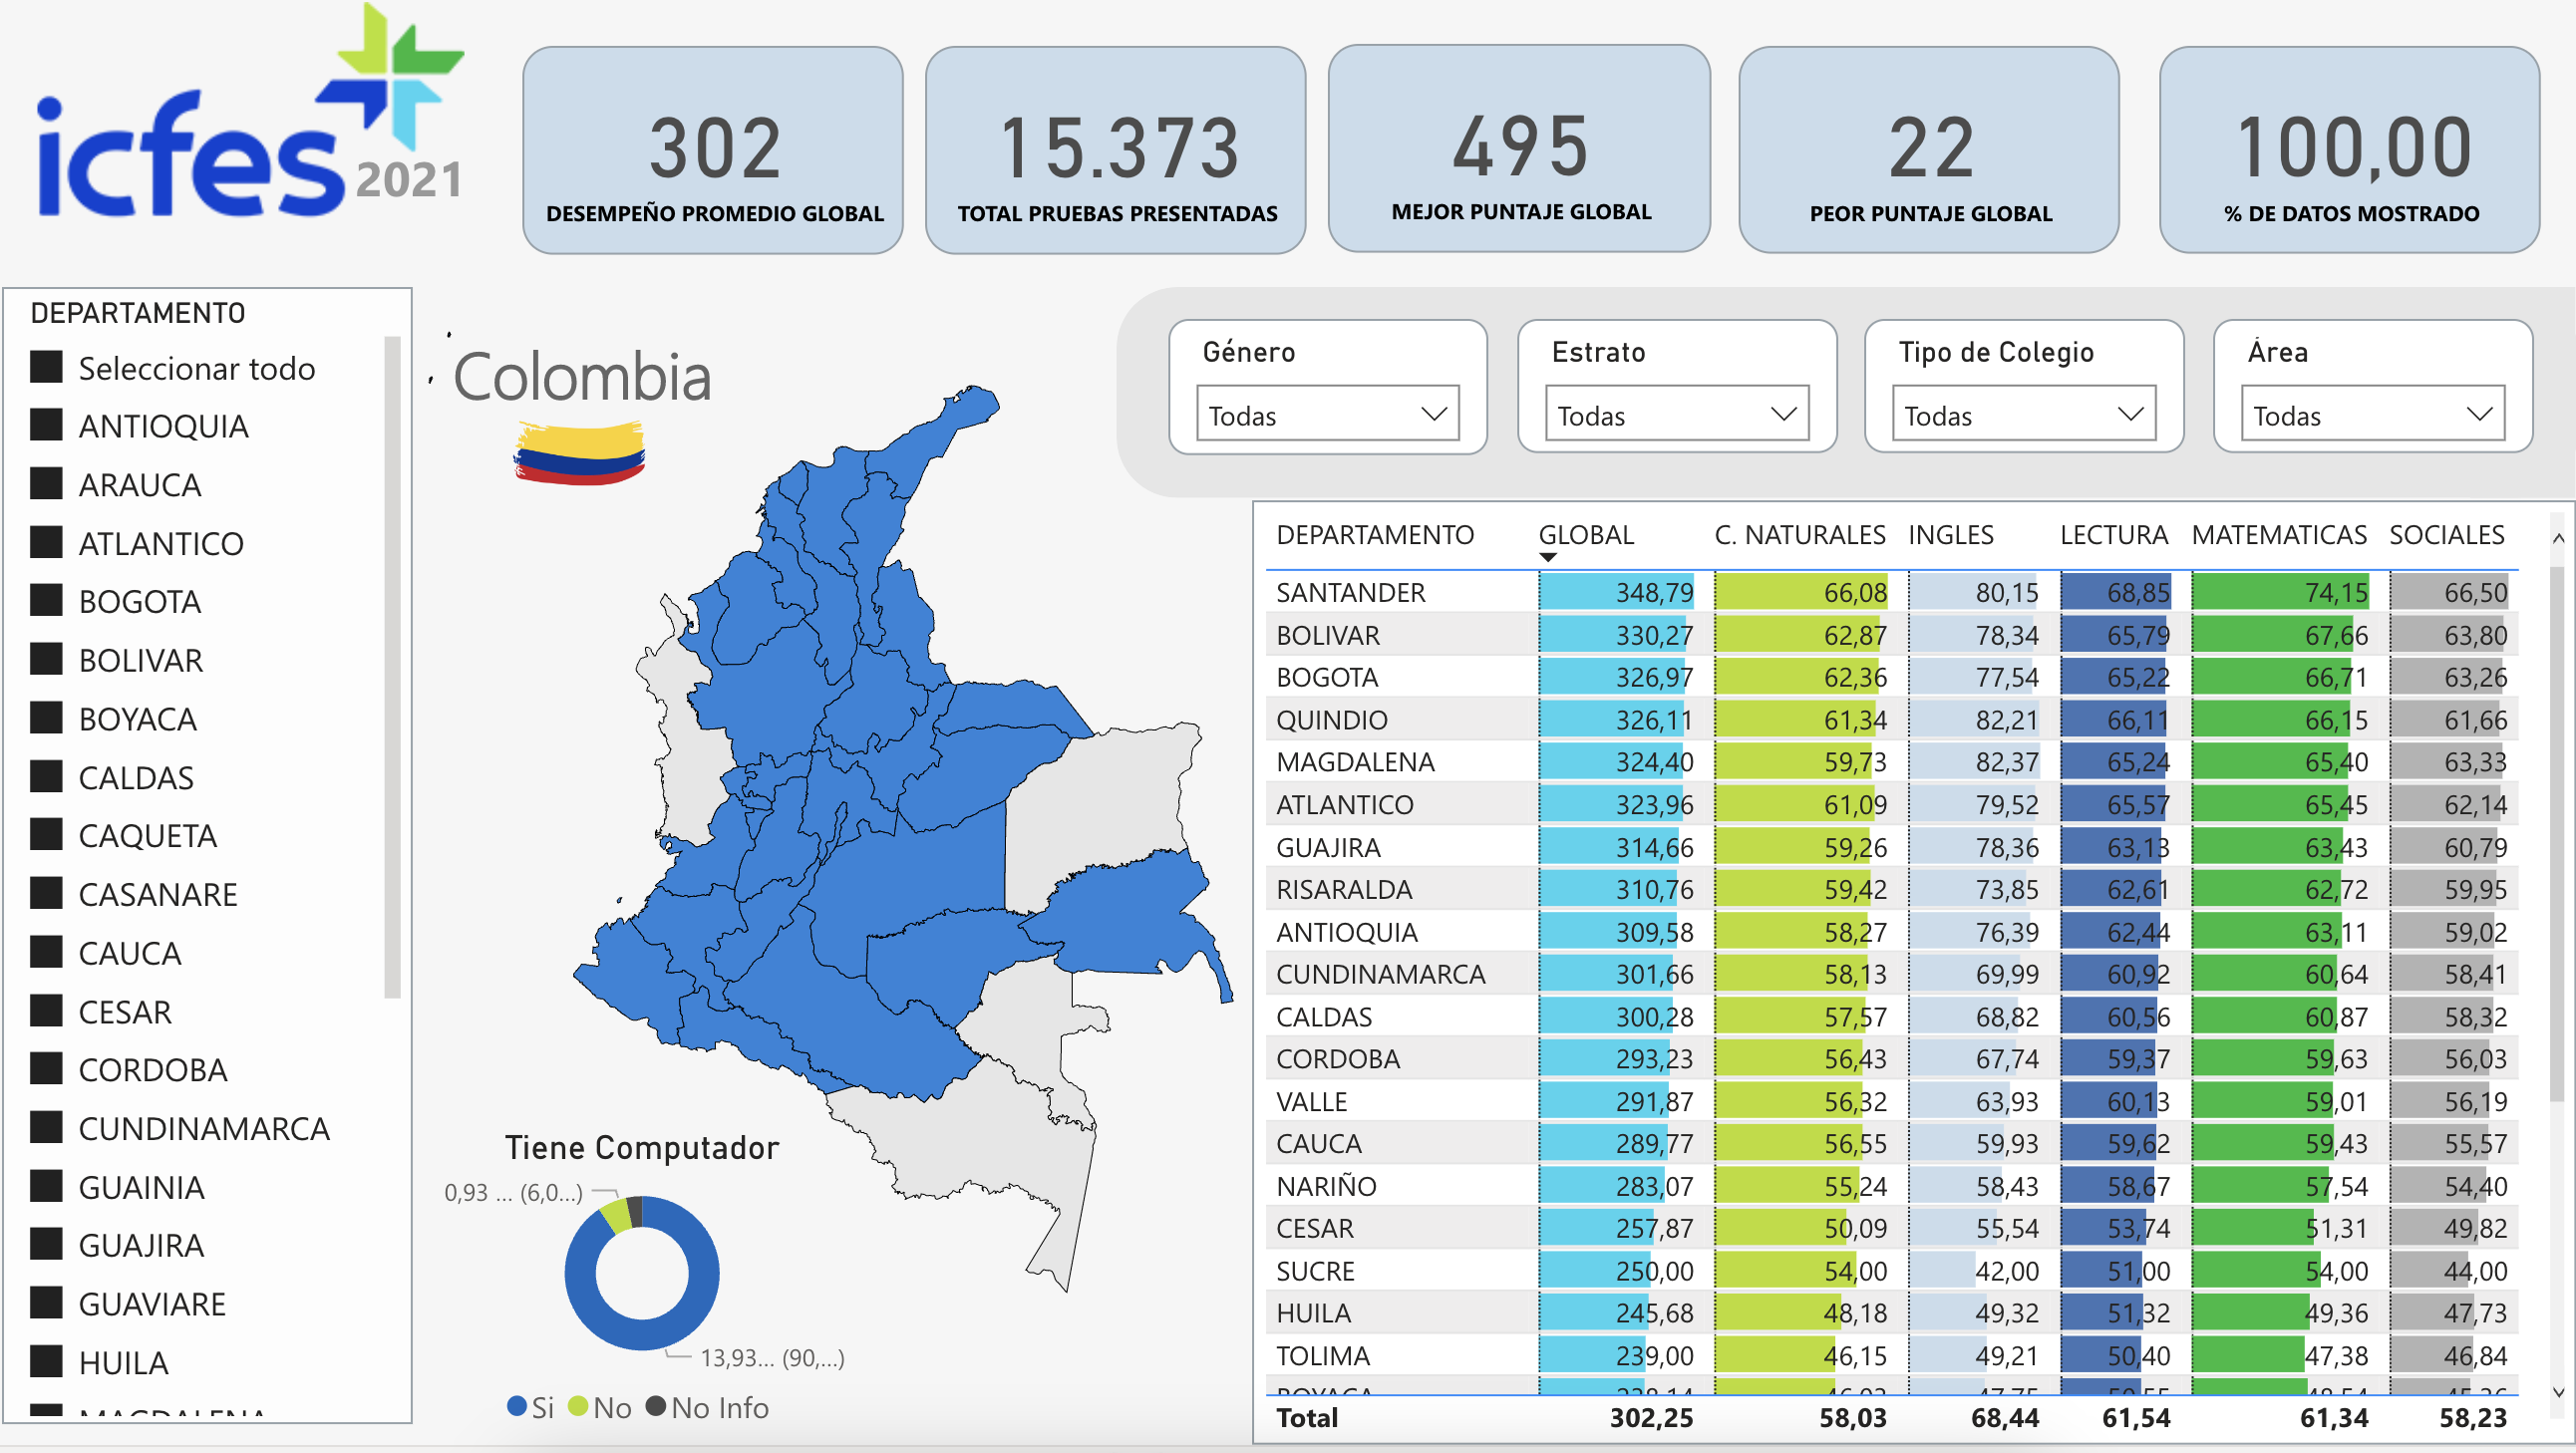 icfes 2021
302
DESEMPEÑO PROMEDIO GLOBAL
15.373
TOTAL PRUEBAS PRESENTADAS
495
MEJOR PUNTAJE GLOBAL
22
PEOR PUNTAJE GLOBAL
100,00
% DE DATOS MOSTRADO
DEPARTAMENTO
Seleccionar todo
ANTIOQUIA
ARAUCA
ATLANTICO
BOGOTA
BOLIVAR
BOYACA
CALDAS
CAQUETA
CASANARE
CAUCA
CESAR
CORDOBA
CUNDINAMARCA
GUAINIA
GUAJIRA
GUAVIARE
HUILA
MAGDALENA
Colombia
Género
Todas
Estrato
Todas
Tipo de Colegio
Todas
Área
Todas
Tiene Computador
0,93 ... (6,0...)
13,93... (90,...)
Si No No Info
DEPARTAMENTO GLOBAL C. NATURALES INGLES LECTURA MATEMATICAS SOCIALES
SANTANDER 348,79 66,08 80,15 68,85 74,15 66,50
BOLIVAR 330,27 62,87 78,34 65,79 67,66 63,80
BOGOTA 326,97 62,36 77,54 65,22 66,71 63,26
QUINDIO 326,11 61,34 82,21 66,11 66,15 61,66
MAGDALENA 324,40 59,73 82,37 65,24 65,40 63,33
ATLANTICO 323,96 61,09 79,52 65,57 65,45 62,14
GUAJIRA 314,66 59,26 78,36 63,13 63,43 60,79
RISARALDA 310,76 59,42 73,85 62,61 62,72 59,95
ANTIOQUIA 309,58 58,27 76,39 62,44 63,11 59,02
CUNDINAMARCA 301,66 58,13 69,99 60,92 60,64 58,41
CALDAS 300,28 57,57 68,82 60,56 60,87 58,32
CORDOBA 293,23 56,43 67,74 59,37 59,63 56,03
VALLE 291,87 56,32 63,93 60,13 59,01 56,19
CAUCA 289,77 56,55 59,93 59,62 59,43 55,57
NARIÑO 283,07 55,24 58,43 58,67 57,54 54,40
CESAR 257,87 50,09 55,54 53,74 51,31 49,82
SUCRE 250,00 54,00 42,00 51,00 54,00 44,00
HUILA 245,68 48,18 49,32 51,32 49,36 47,73
TOLIMA 239,00 46,15 49,21 50,40 47,38 46,84
BOYACA
Total 302,25 58,03 68,44 61,54 61,34 58,23